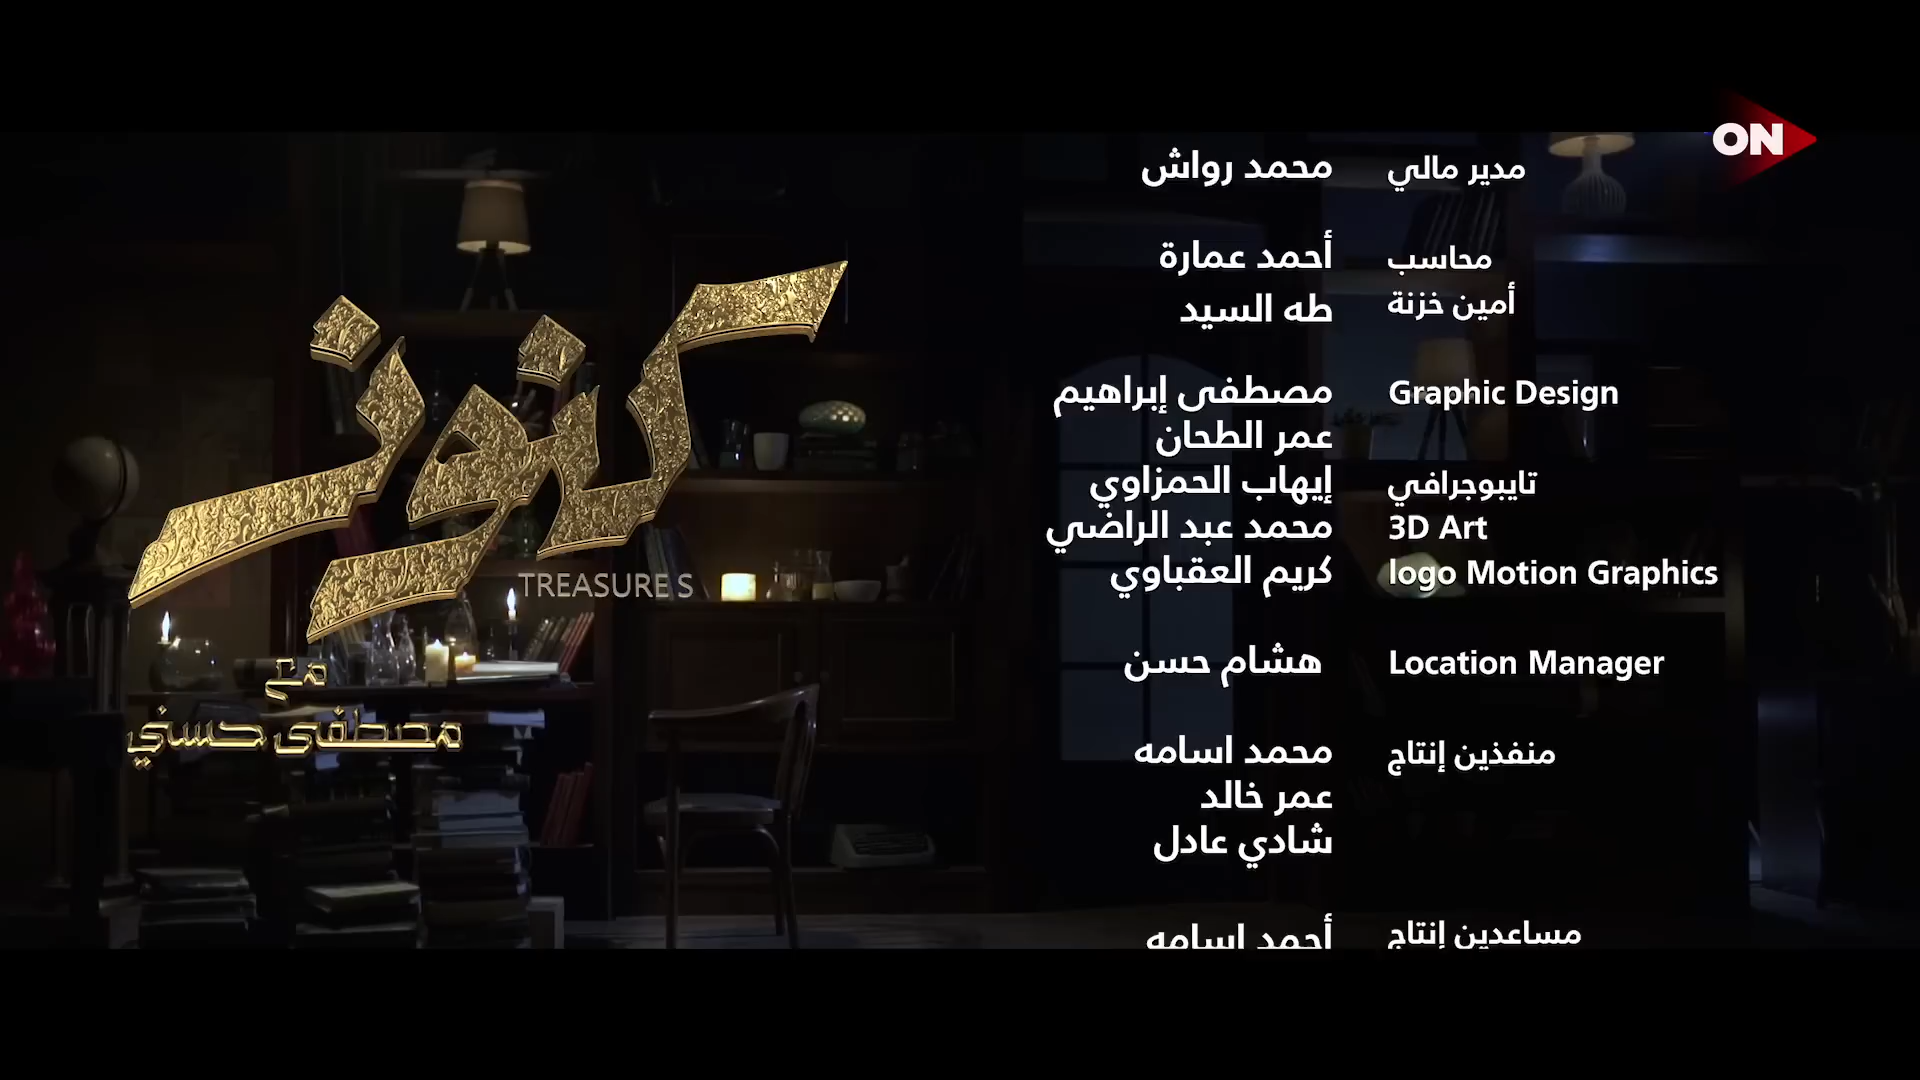 ON
كنوز
TREASURES
مع
مصطفى حسني
مدير مالي محمد رواش
محاسب أحمد عمارة
أمين خزنة طه السيد
Graphic Design مصطفى إبراهيم
عمر الطحان
تايبوجرافي إيهاب الحمزاوي
3D Art محمد عبد الراضي
logo Motion Graphics كريم العقباوي
Location Manager هشام حسن
منفذين إنتاج محمد اسامه
عمر خالد
شادي عادل
مساعدين إنتاج أحمد اسامه